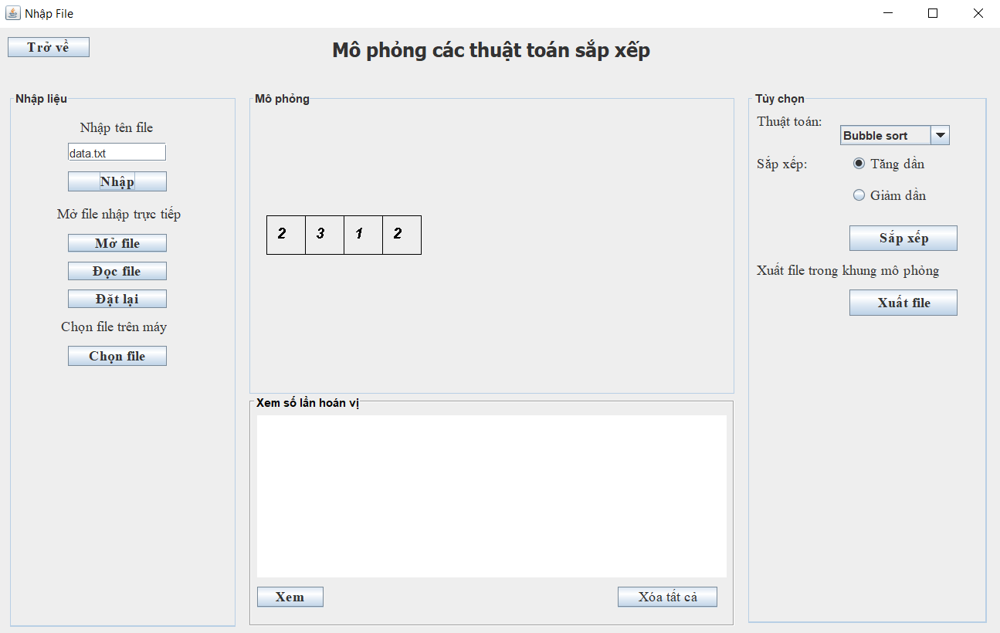 Nhập File
Trở về
Mô phỏng các thuật toán sắp xếp
Nhập liệu
Nhập tên file
data.txt
Nhập
Mở file nhập trực tiếp
Mở file
Đọc file
Đặt lại
Chọn file trên máy
Chọn file
Mô phỏng
2 3 1 2
Xem số lần hoán vị
Xem
Xóa tất cả
Tùy chọn
Thuật toán:
Bubble sort
Sắp xếp:
Tăng dần
Giảm dần
Sắp xếp
Xuất file trong khung mô phỏng
Xuất file